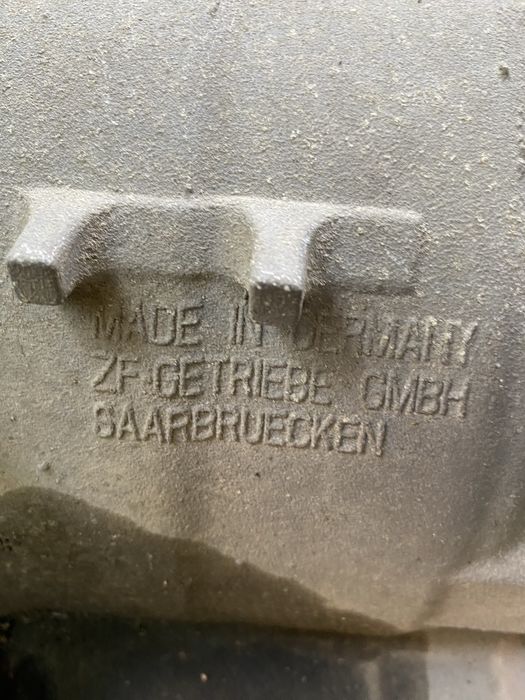 MADE IN GERMANY
ZF-GETRIEBE GMBH
SAARBRUECKEN